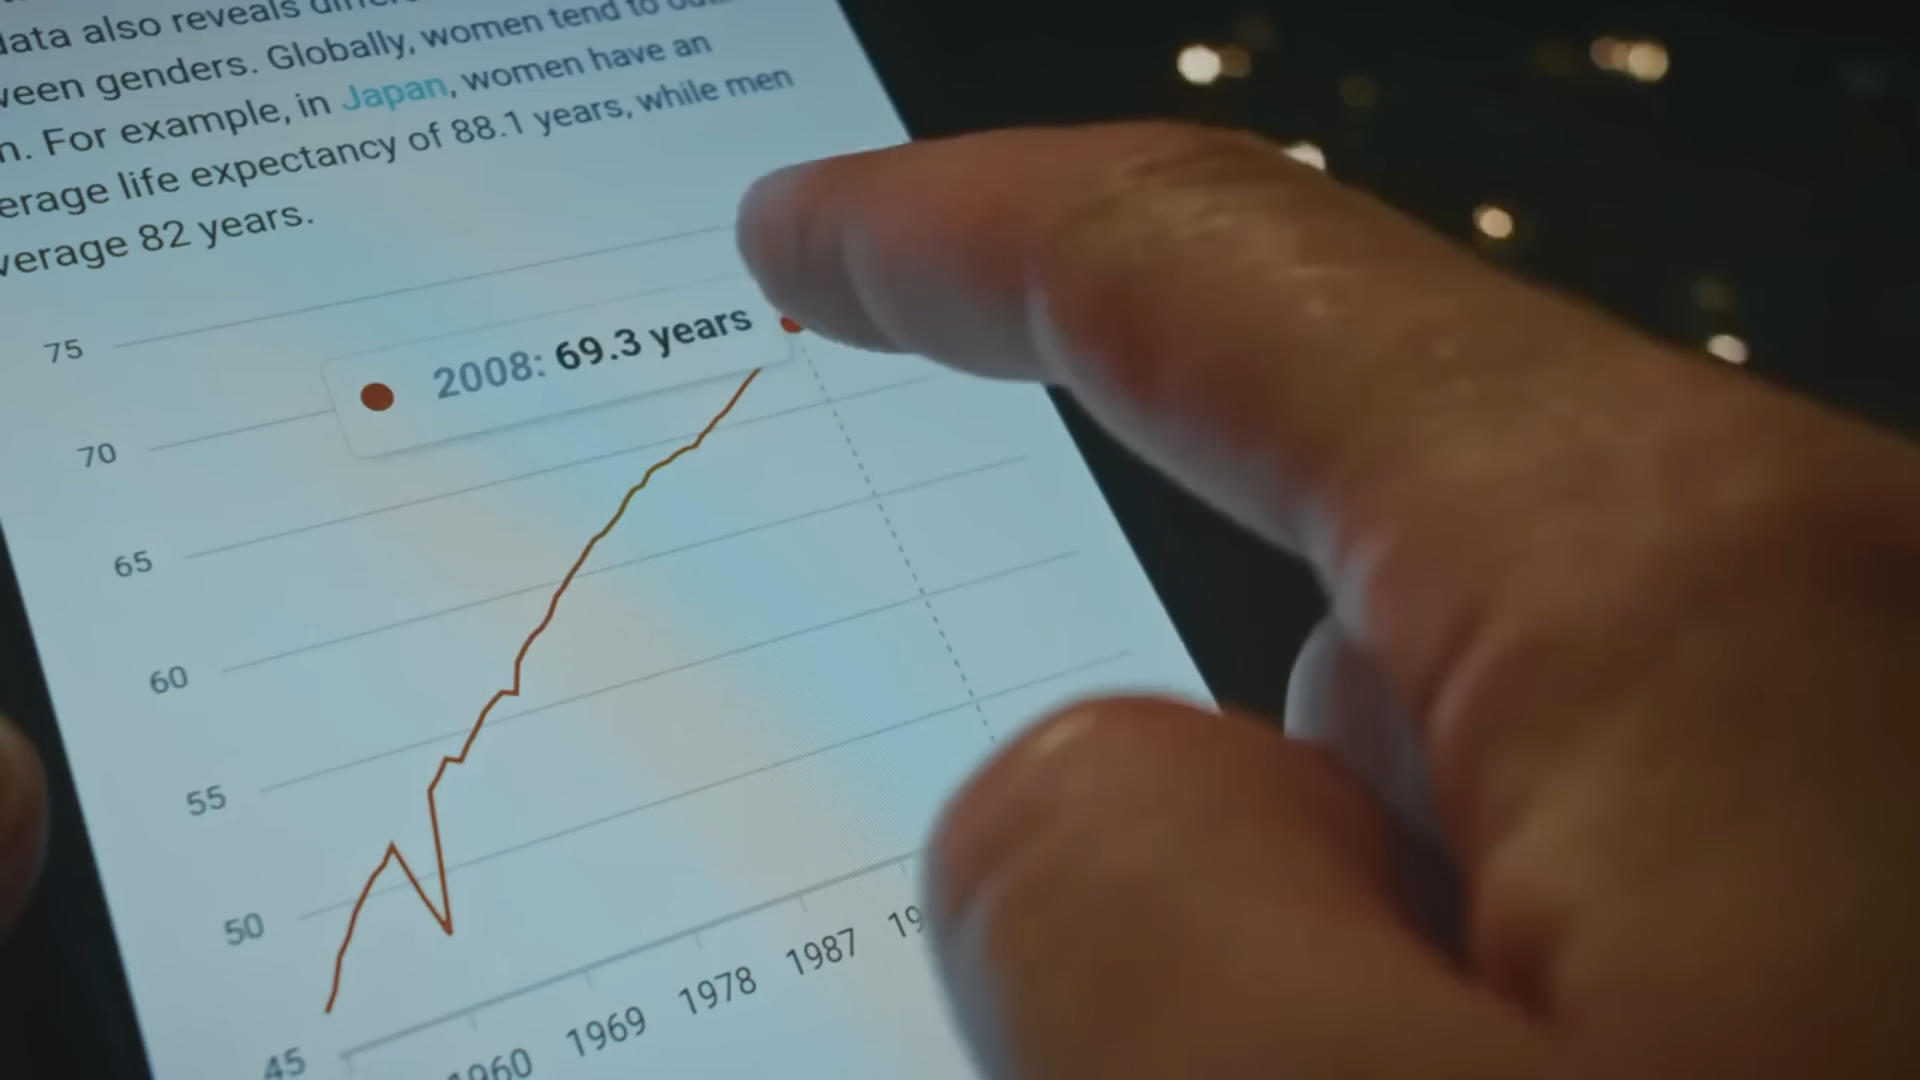 data also reveals
ween genders. Globally, women tend to
n. For example, in Japan, women have an
erage life expectancy of 88.1 years, while men
verage 82 years.
75
2008: 69.3 years
70
65
60
55
50
45
1960 1969 1978 1987 19